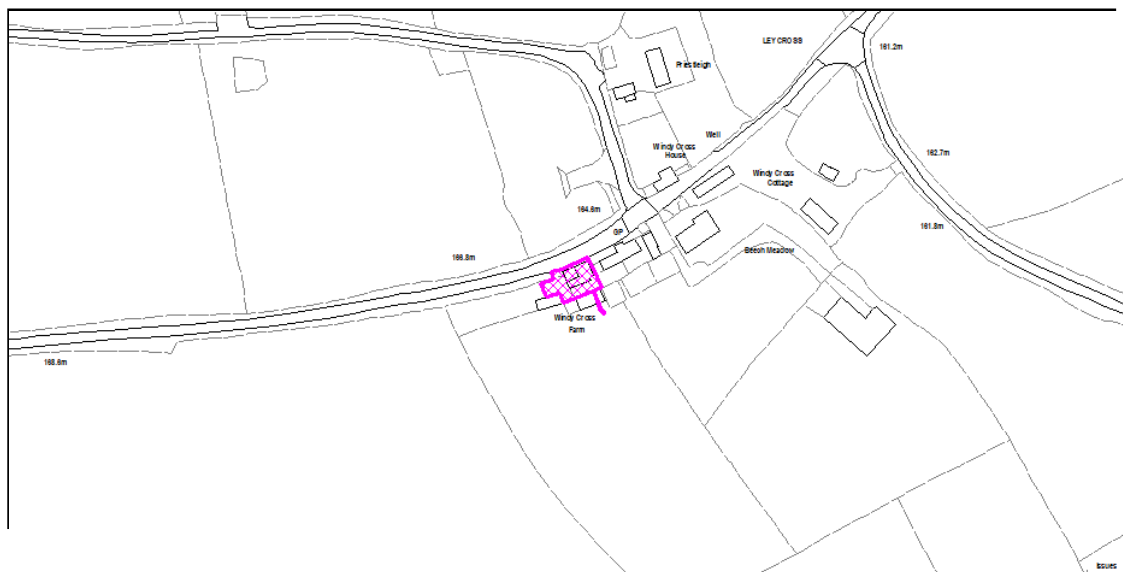 LEY CROSS
161.2m
Priestleigh
Well
Windy Cross
House
162.7m
Windy Cross
Cottage
164.6m
161.8m
GP
Beech Meadow
166.8m
Windy Cross
Farm
168.6m
Issues